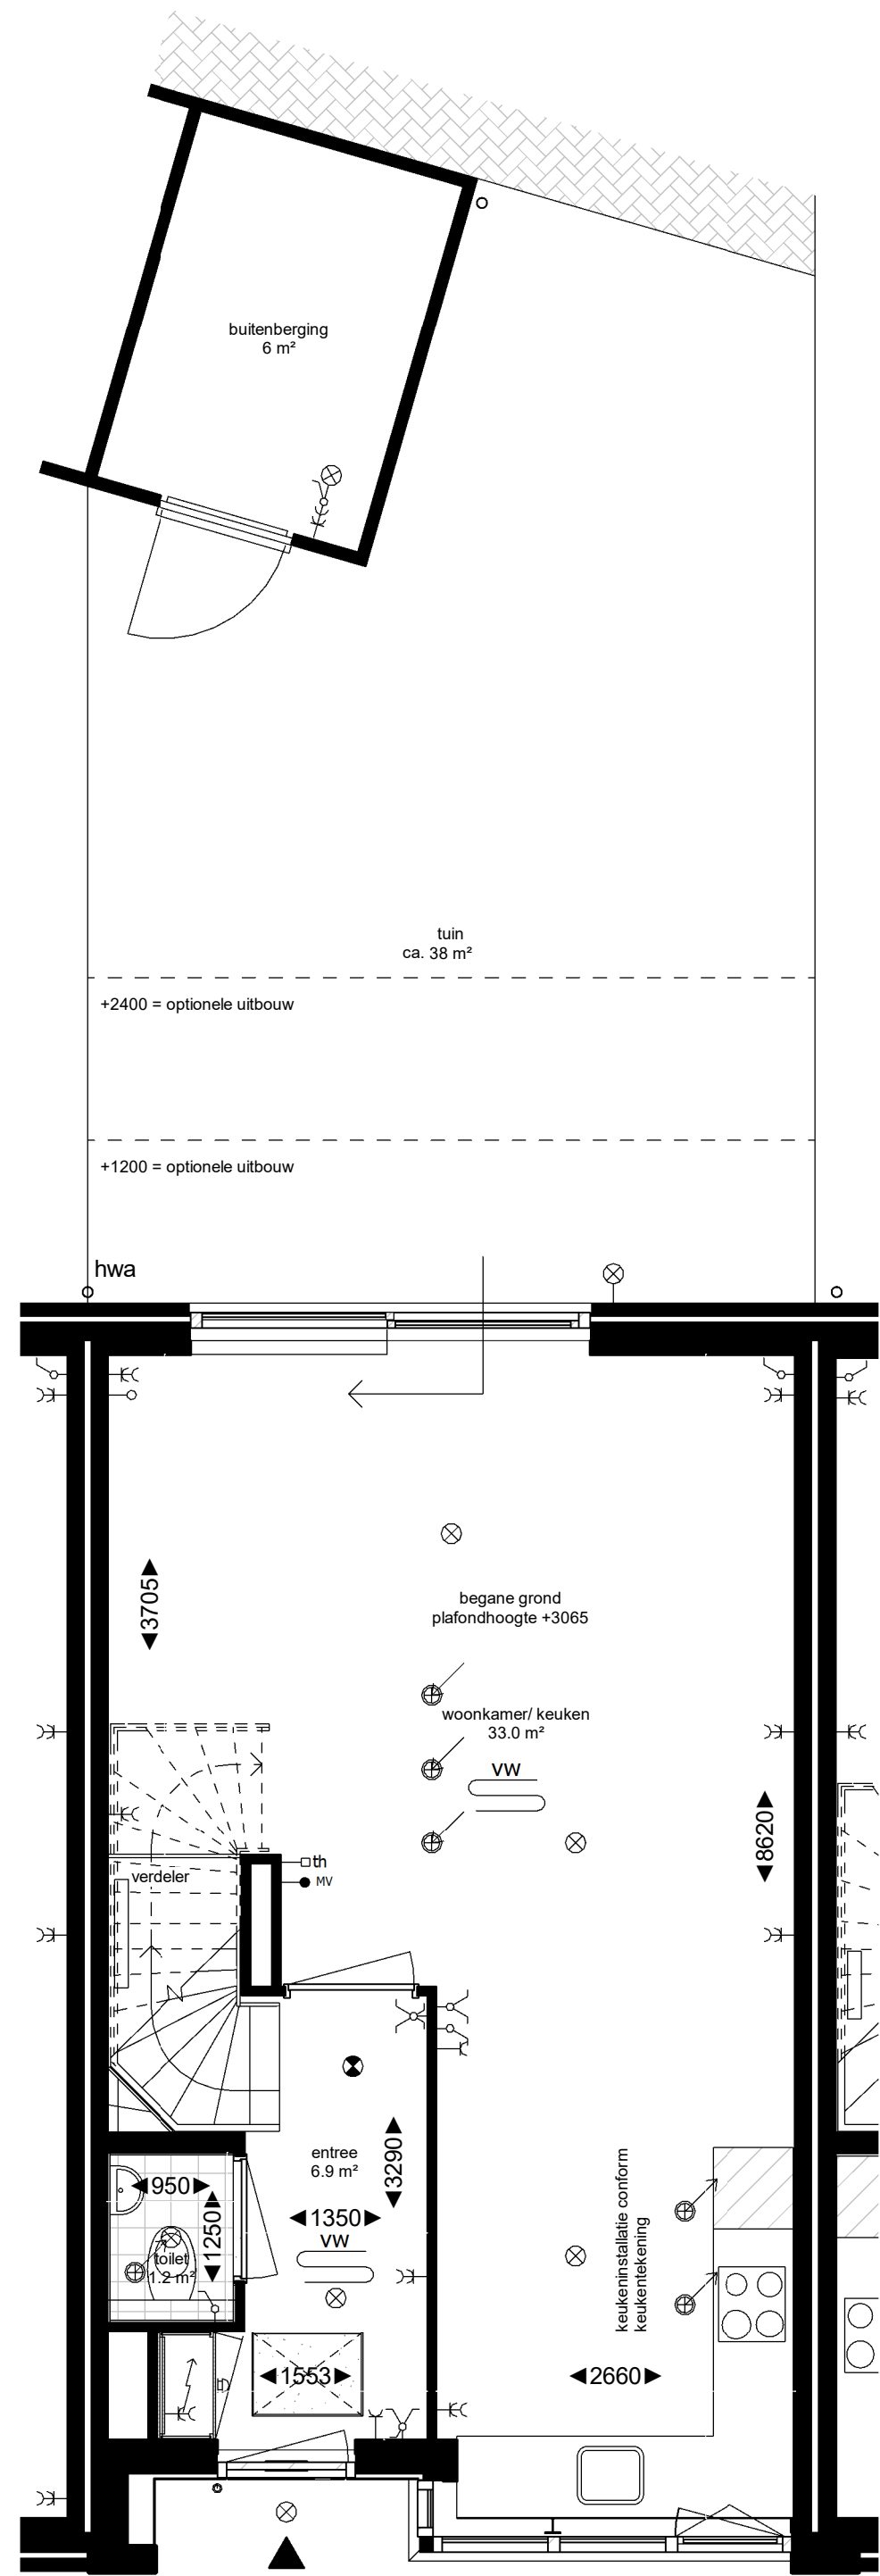 buitenberging
6 m²
tuin
ca. 38 m²
+2400 = optionele uitbouw
+1200 = optionele uitbouw
hwa
3705
begane grond
plafondhoogte +3065
woonkamer/ keuken
33.0 m²
VW
8620
th
MV
verdeler
entree
6.9 m²
3290
950
1250
1350
VW
toilet
1.2 m²
keukeninstallatie conform
keukentekening
1553
2660